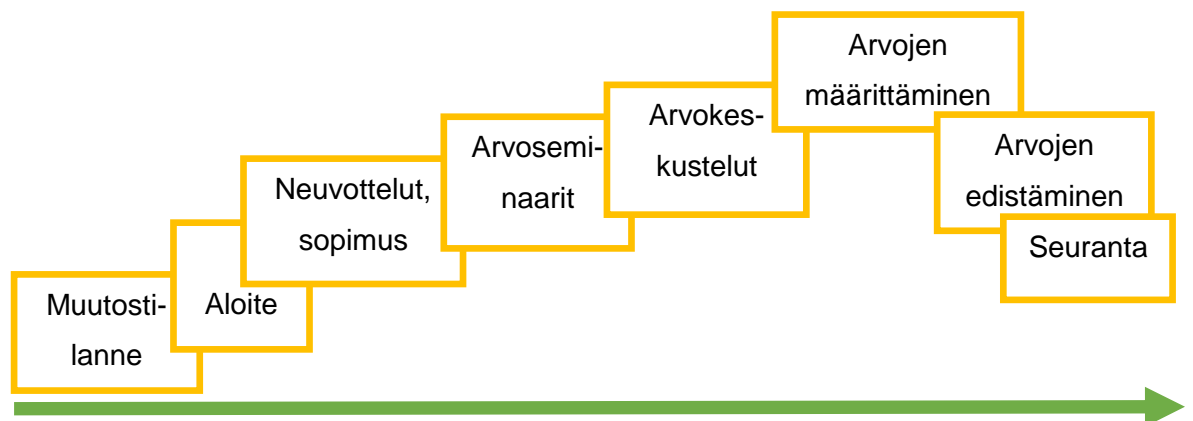 Muutosti-
lanne
Aloite
Neuvottelut,
sopimus
Arvosemi-
naarit
Arvokes-
kustelut
Arvojen
määrittäminen
Arvojen
edistäminen
Seuranta